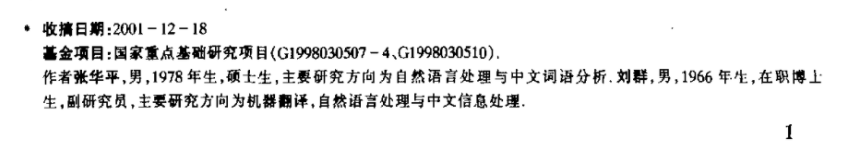 * 收搞日期:2001-12-18
基金项目:国家重点基础研究项目(G1998030507-4、G1998030510).
作者张华平,男,1978年生,硕士生,主要研究方向为自然语言处理与中文词语分析.刘群,男,1966年生,在职博士
生,副研究员,主要研究方向为机器翻译,自然语言处理与中文信息处理.
1